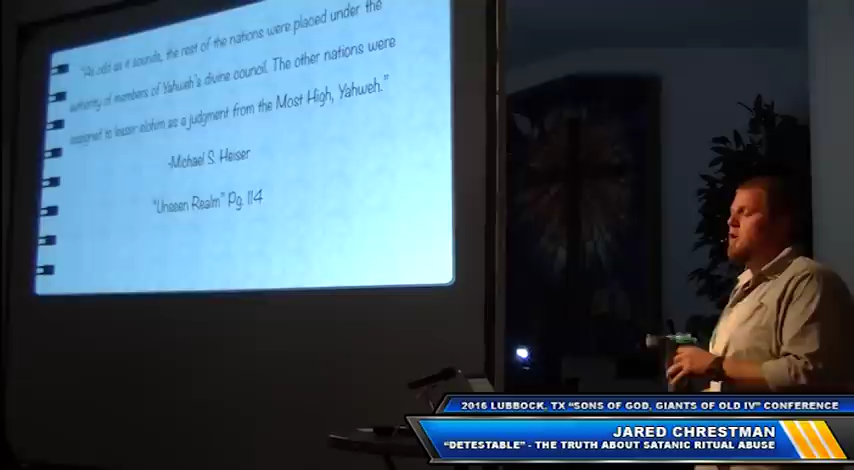 "As odd as it sounds, the rest of the nations were placed under the
authority of members of Yahweh's divine council. The other nations were
assigned to lesser elohim as a judgment from the Most High, Yahweh."
-Michael S. Heiser
"Unseen Realm" Pg. 114
2016 LUBBOCK, TX "SONS OF GOD, GIANTS OF OLD IV" CONFERENCE
JARED CHRESTMAN
"DETESTABLE" - THE TRUTH ABOUT SATANIC RITUAL ABUSE